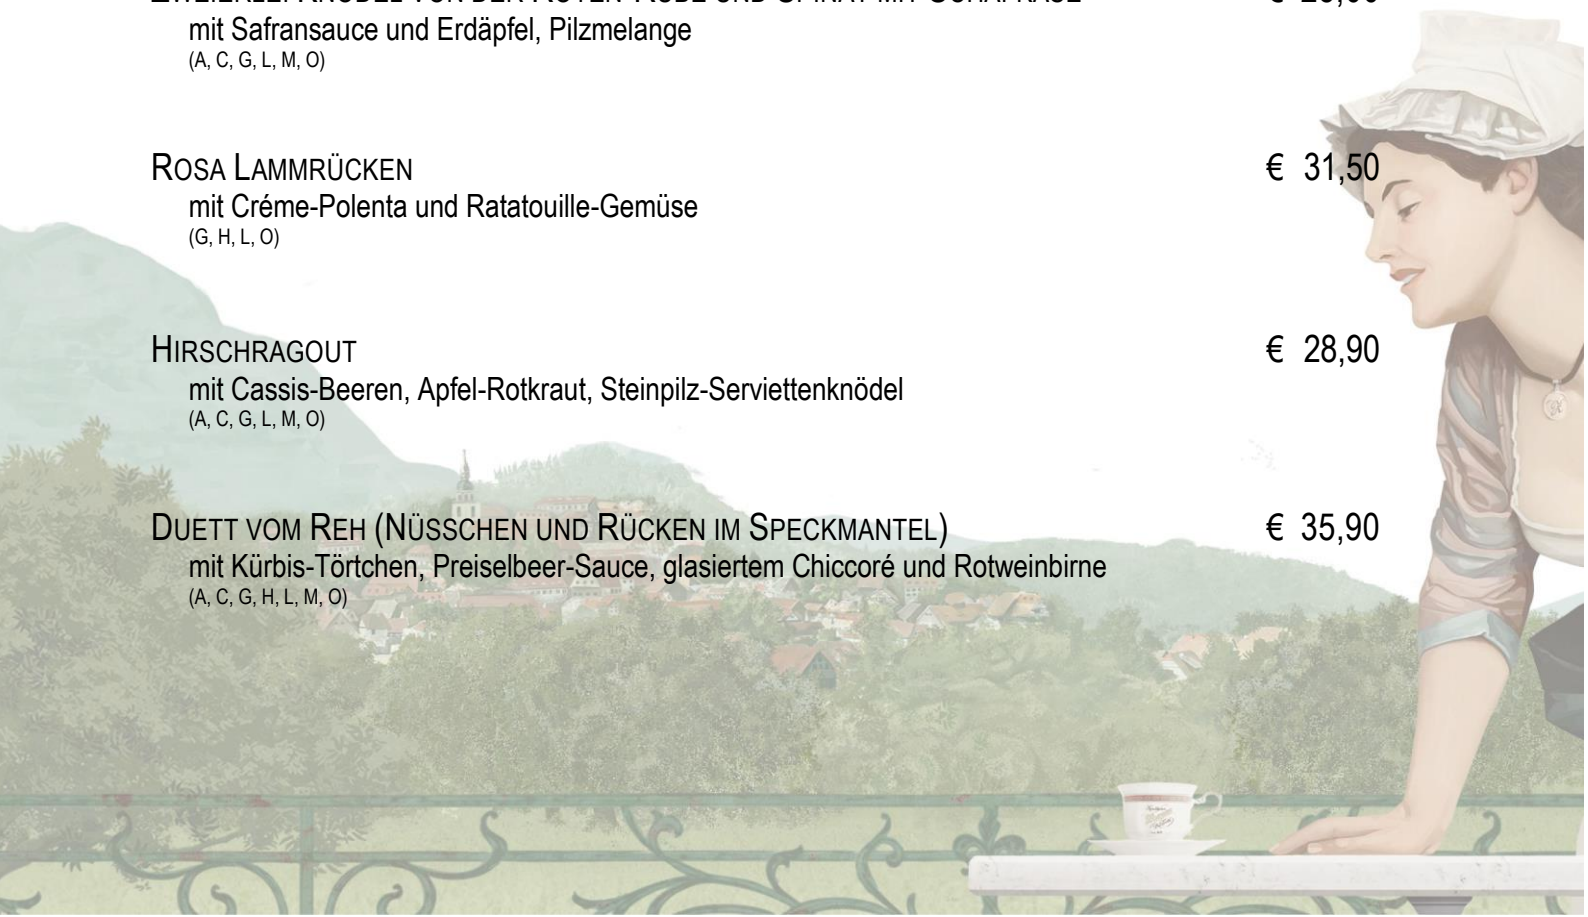 mit Safransauce und Erdäpfel, Pilzmelange
(A, C, G, L, M, O)
ROSA LAMMRÜCKEN € 31,50
mit Créme-Polenta und Ratatouille-Gemüse
(G, H, L, O)
HIRSCHRAGOUT € 28,90
mit Cassis-Beeren, Apfel-Rotkraut, Steinpilz-Serviettenknödel
(A, C, G, L, M, O)
DUETT VOM REH (NÜSSCHEN UND RÜCKEN IM SPECKMANTEL) € 35,90
mit Kürbis-Törtchen, Preiselbeer-Sauce, glasiertem Chiccoré und Rotweinbirne
(A, C, G, H, L, M, O)